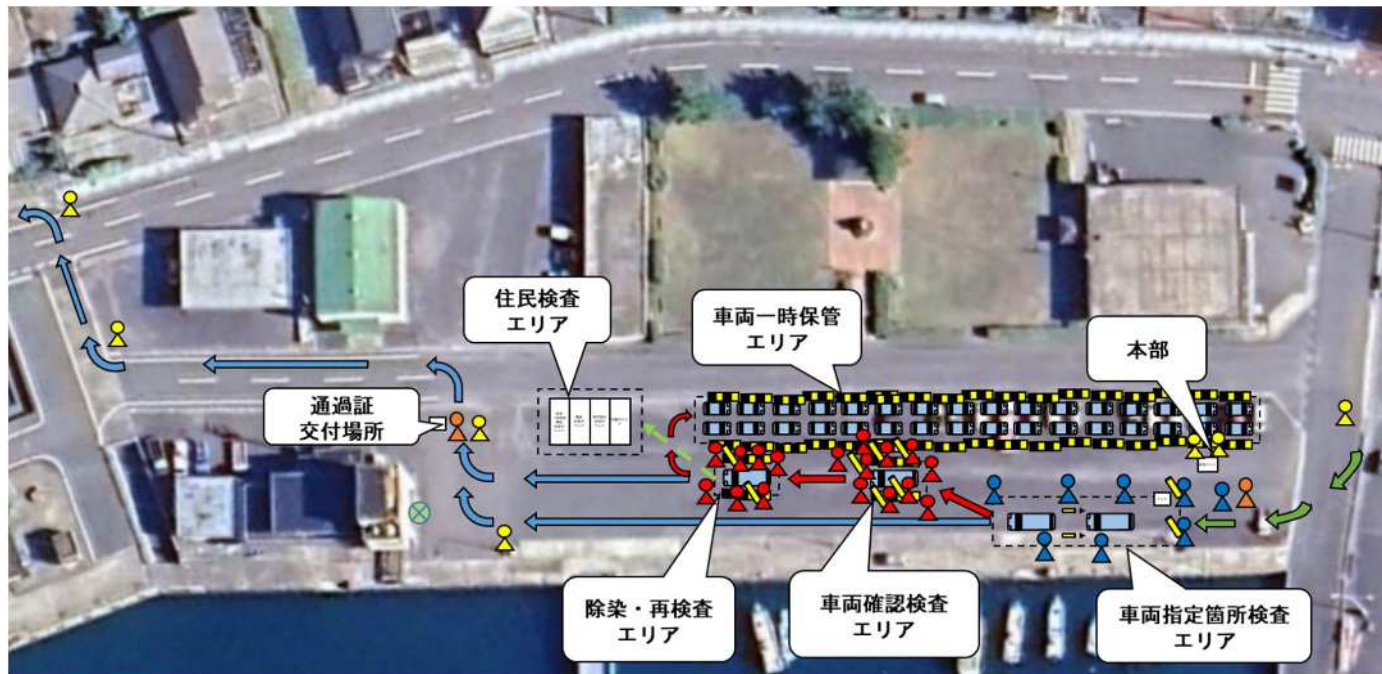 住民検査
エリア
車両一時保管
エリア
本部
通過証
交付場所
除染・再検査
エリア
車両確認検査
エリア
車両指定箇所検査
エリア